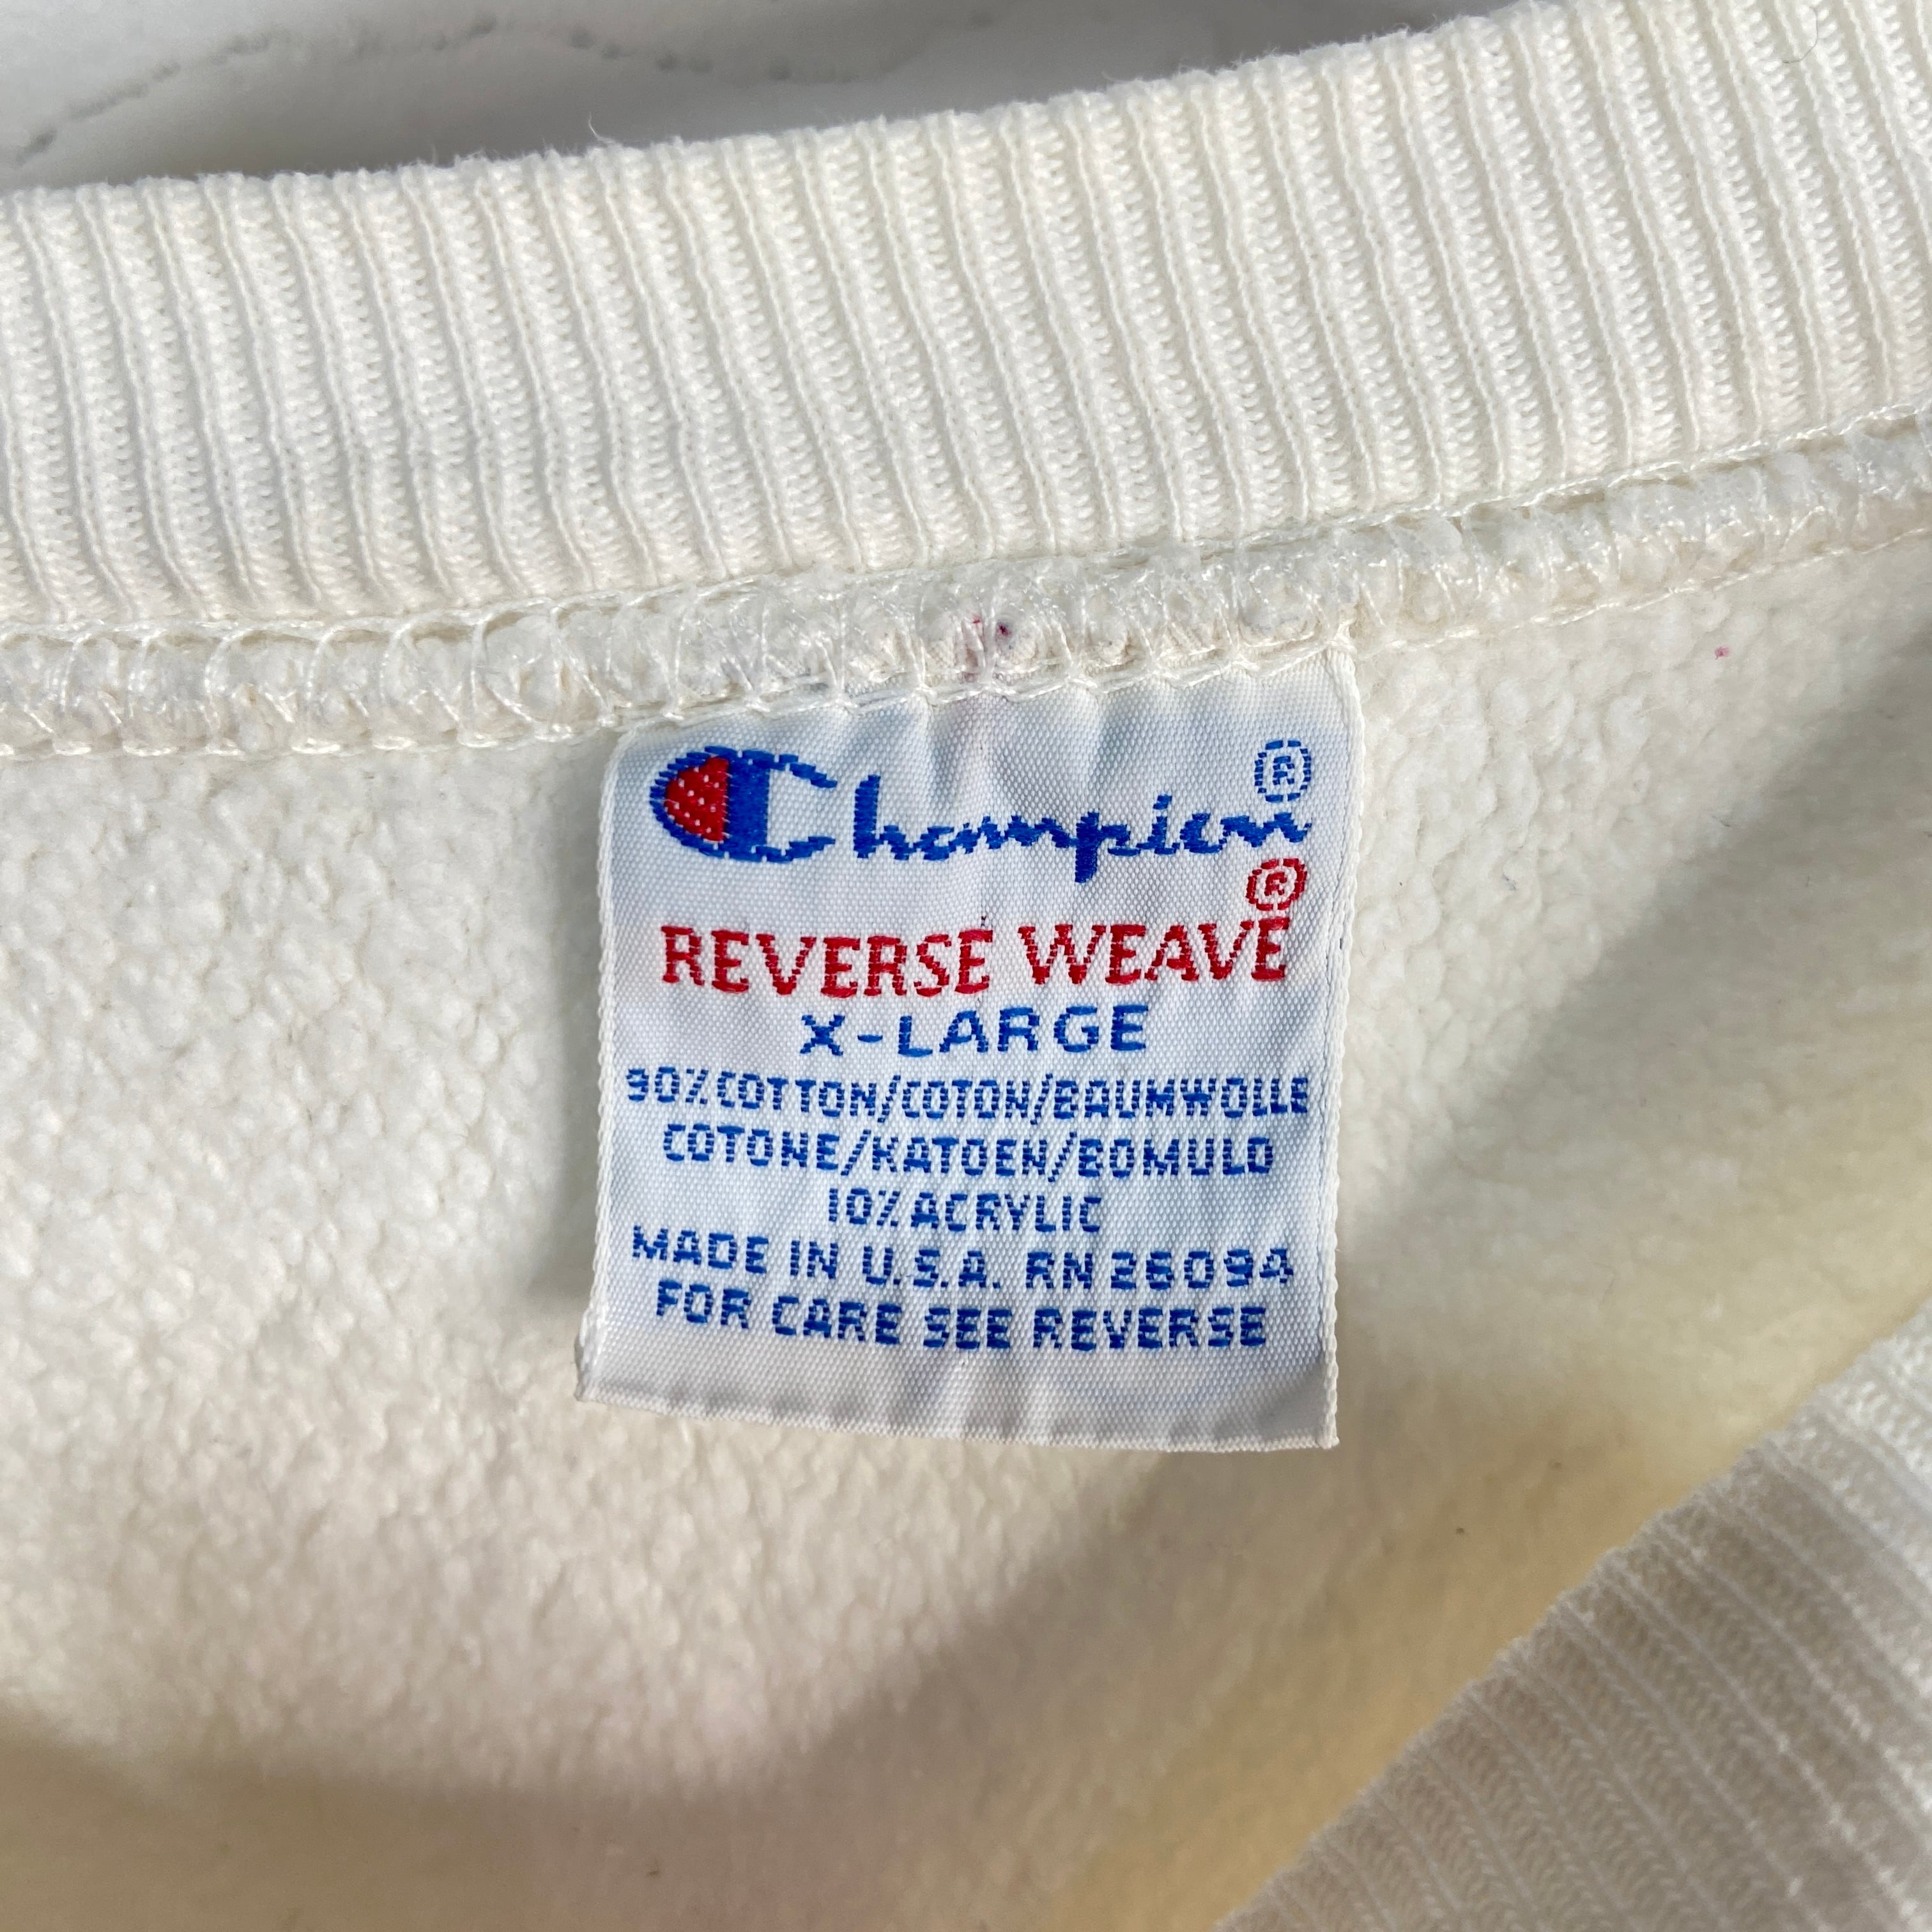 Champion®
REVERSE WEAVE®
X-LARGE
90% COTTON/COTON/BAUMWOLLE
COTONE/KATOEN/BOMULD
10% ACRYLIC
MADE IN U.S.A. RN 26094
FOR CARE SEE REVERSE